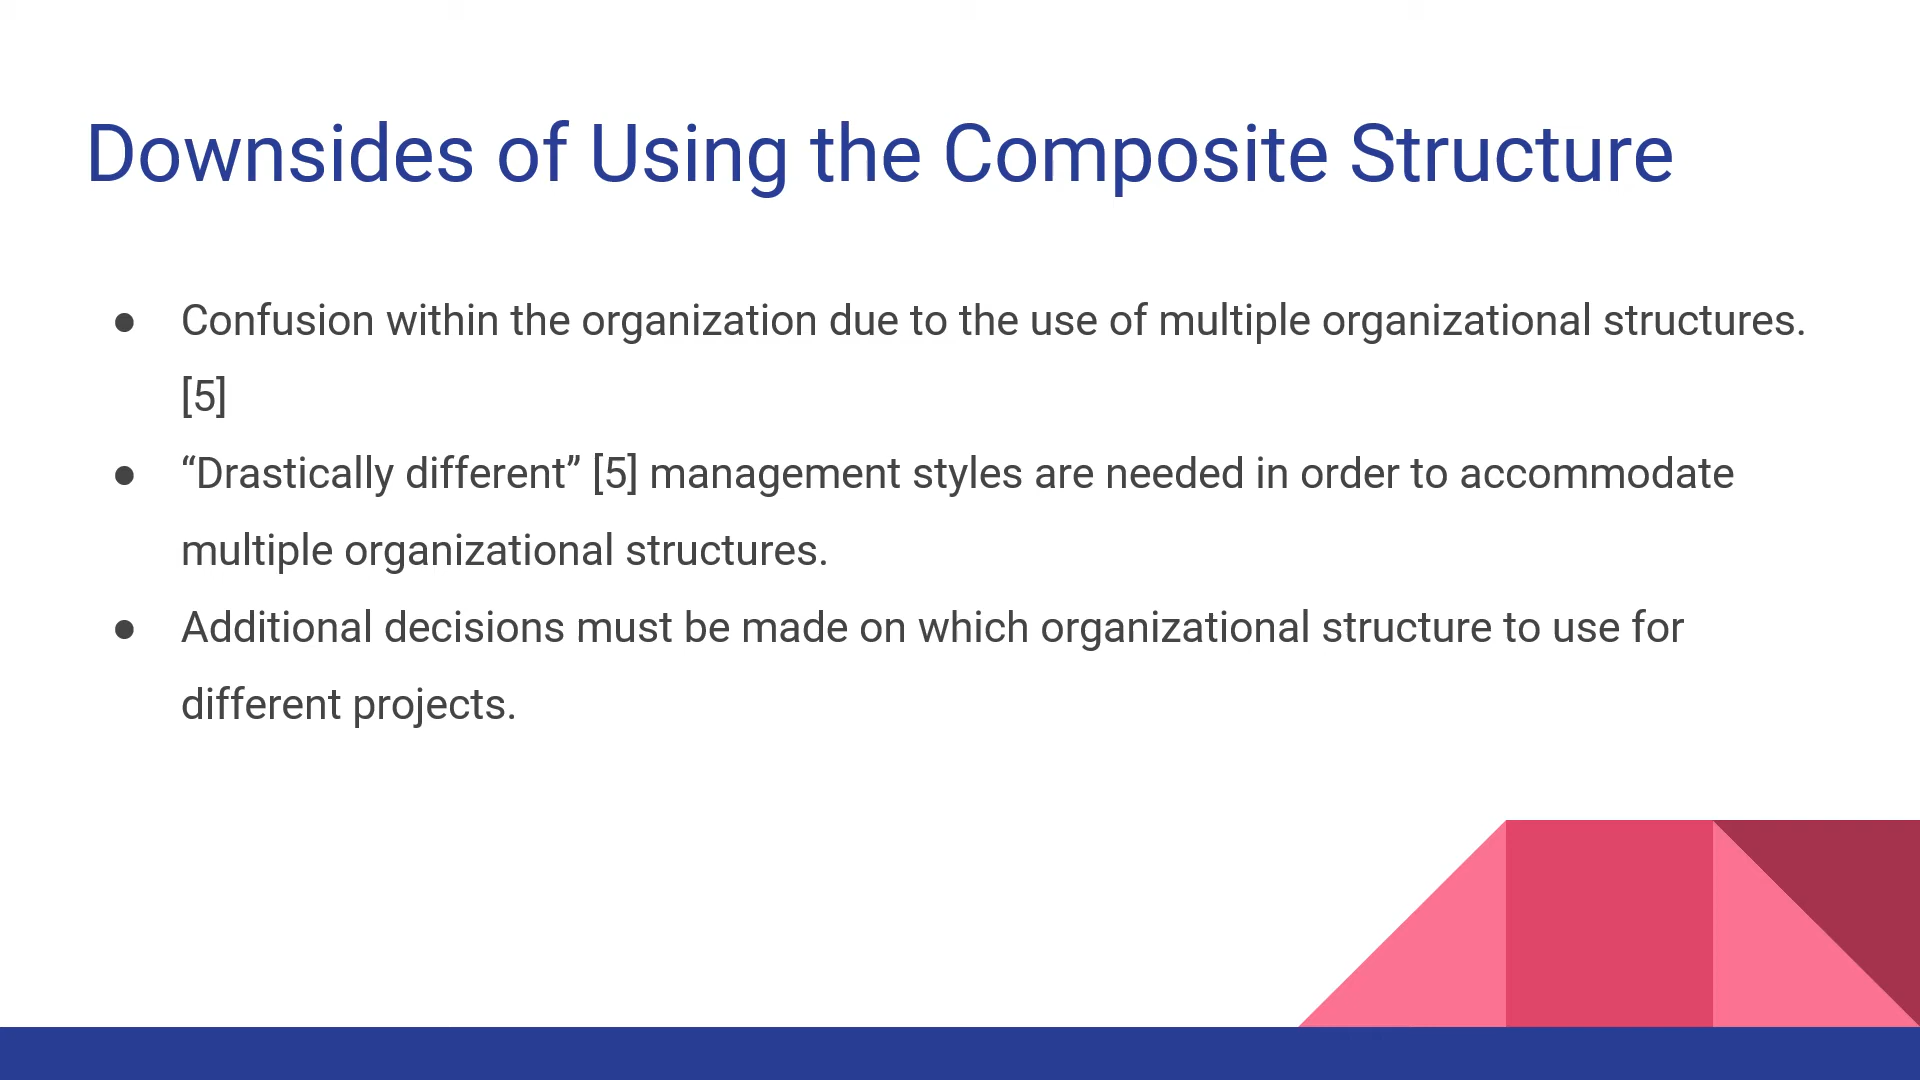 Downsides of Using the Composite Structure
● Confusion within the organization due to the use of multiple organizational structures.
[5]
● “Drastically different” [5] management styles are needed in order to accommodate
multiple organizational structures.
● Additional decisions must be made on which organizational structure to use for
different projects.